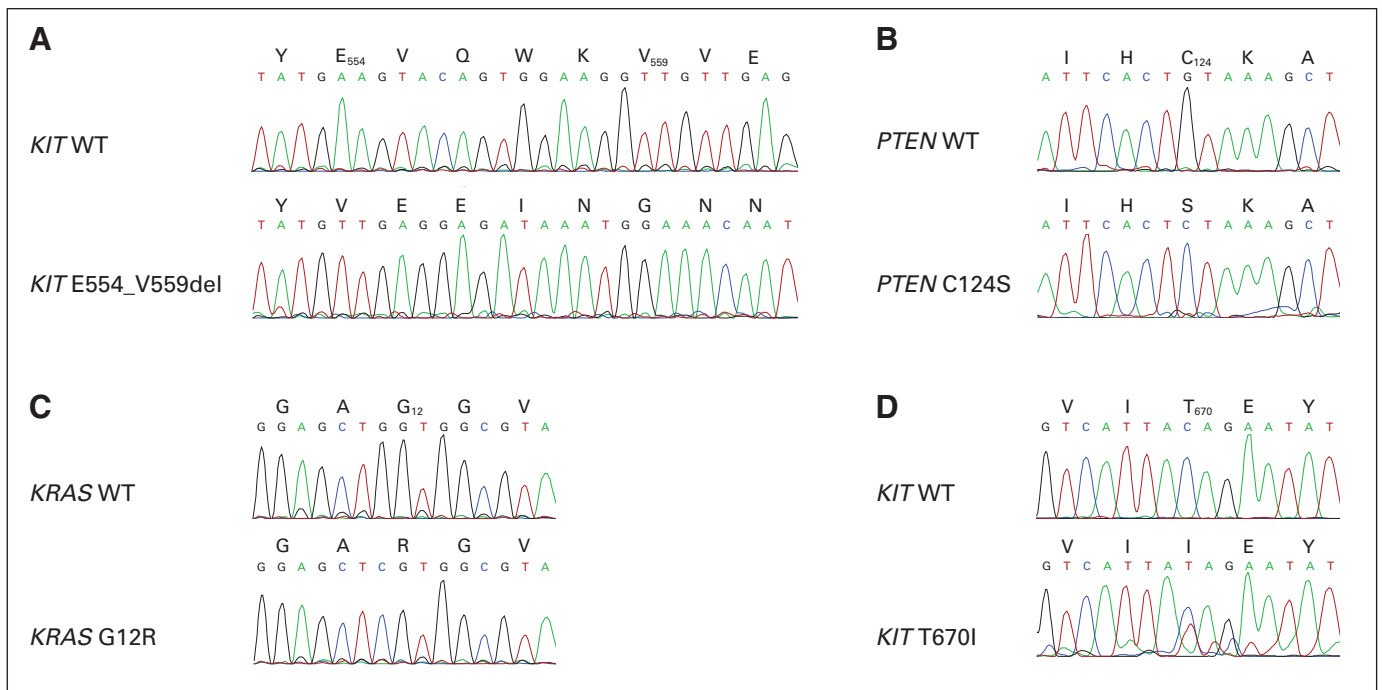 A
Y E554 V Q W K V559 V E
T A T G A A G T A C A G T G G A A G G T T G T T G A G
KIT WT
Y V E E I N G N N
T A T G T T G A G G A G A T A A A T G G A A A C A A T
KIT E554_V559del
B
I H C124 K A
A T T C A C T G T A A A G C T
PTEN WT
I H S K A
A T T C A C T C T A A A G C T
PTEN C124S
C
G A G12 G V
G G A G C T G G T G G C G T A
KRAS WT
G A R G V
G G A G C T C G T G G C G T A
KRAS G12R
D
V I T670 E Y
G T C A T T A C A G A A T A T
KIT WT
V I I E Y
G T C A T T A T A G A A T A T
KIT T670I